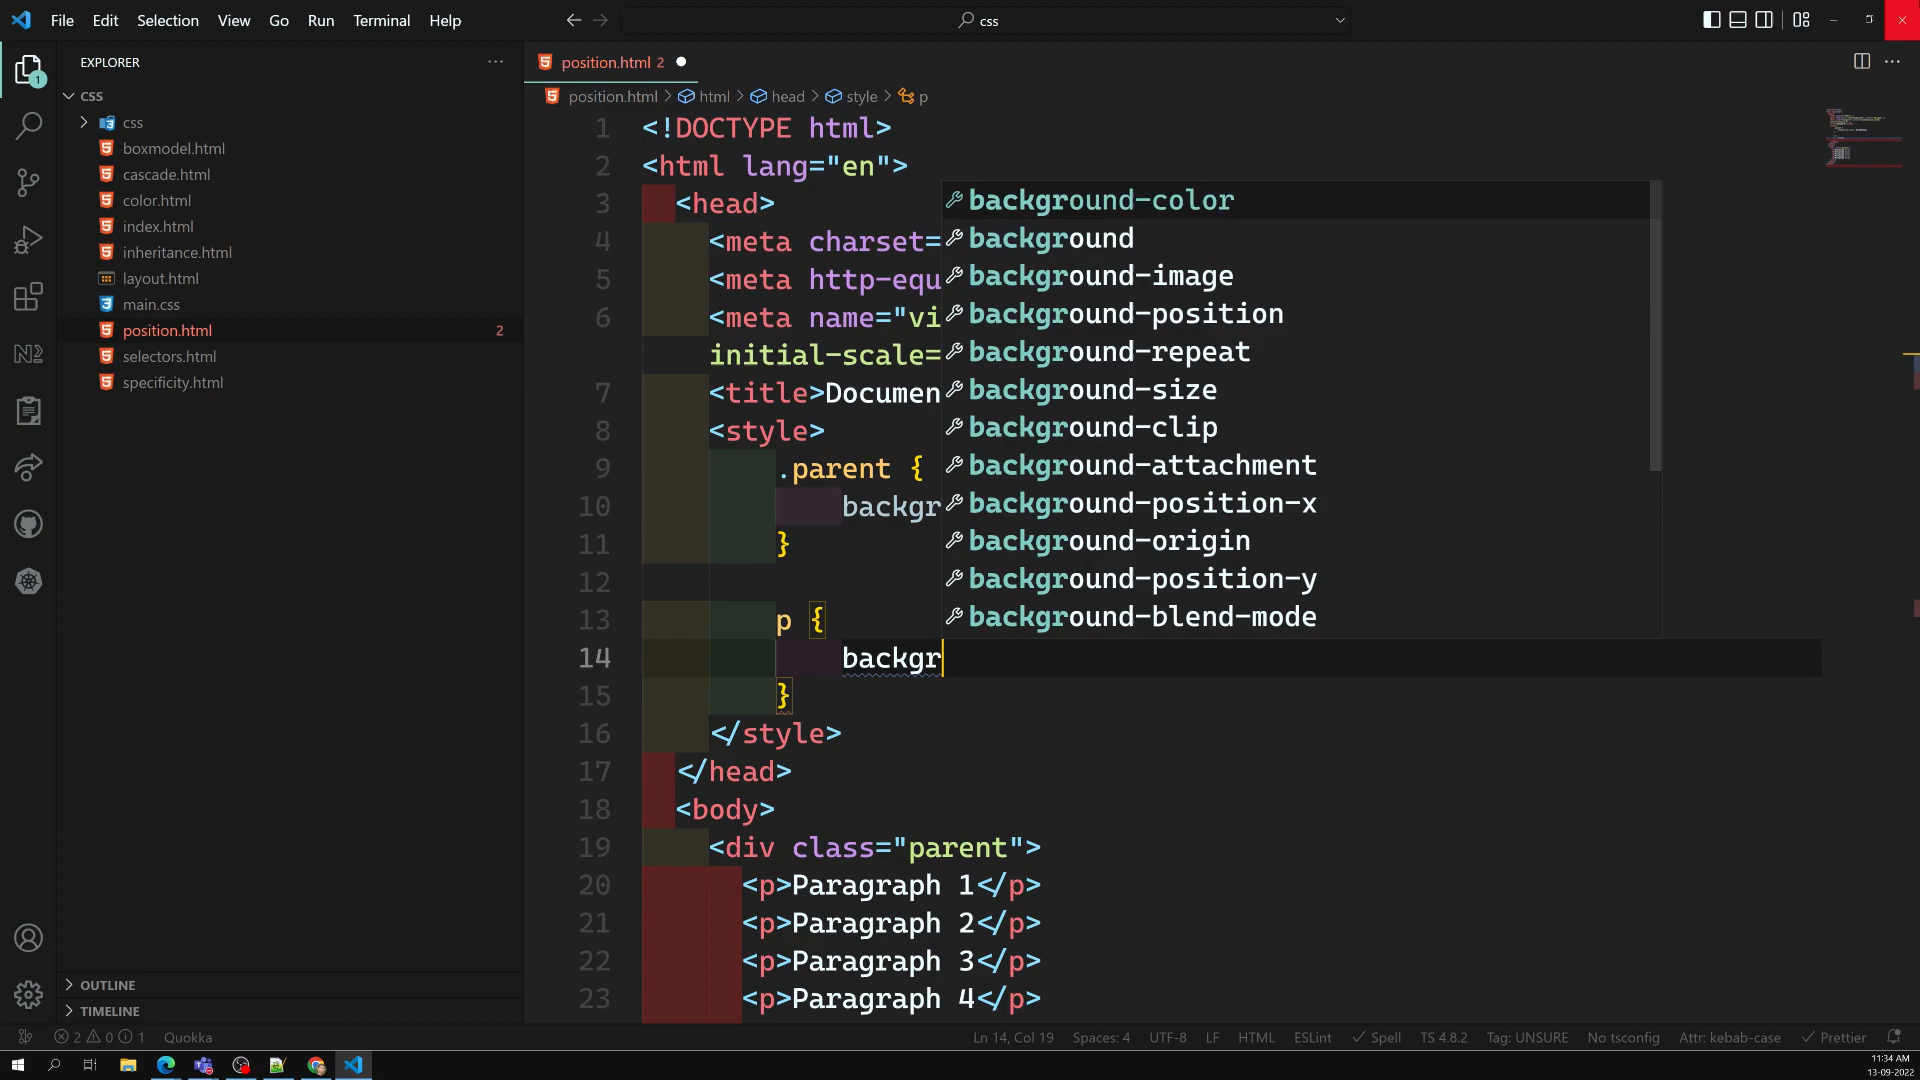 File Edit Selection View Go Run Terminal Help
css
EXPLORER
CSS
css
boxmodel.html
cascade.html
color.html
index.html
inheritance.html
layout.html
main.css
position.html 2
selectors.html
specificity.html
OUTLINE
TIMELINE
1
position.html 2
position.html > html > head > style > p
1 <!DOCTYPE html>
2 <html lang="en">
3 <head>
4 <meta charset=
5 <meta http-equ
6 <meta name="vi
initial-scale=
7 <title>Documen
8 <style>
9 .parent {
10 backgr
11 }
12
13 p {
14 backgr
15 }
16 </style>
17 </head>
18 <body>
19 <div class="parent">
20 <p>Paragraph 1</p>
21 <p>Paragraph 2</p>
22 <p>Paragraph 3</p>
23 <p>Paragraph 4</p>
background-color
background
background-image
background-position
background-repeat
background-size
background-clip
background-attachment
background-position-x
background-origin
background-position-y
background-blend-mode
2 0 1 Quokka
Ln 14, Col 19 Spaces: 4 UTF-8 LF HTML ESLint Spell TS 4.8.2 Tag: UNSURE No tsconfig Attr: kebab-case Prettier
11:34 AM
13-09-2022